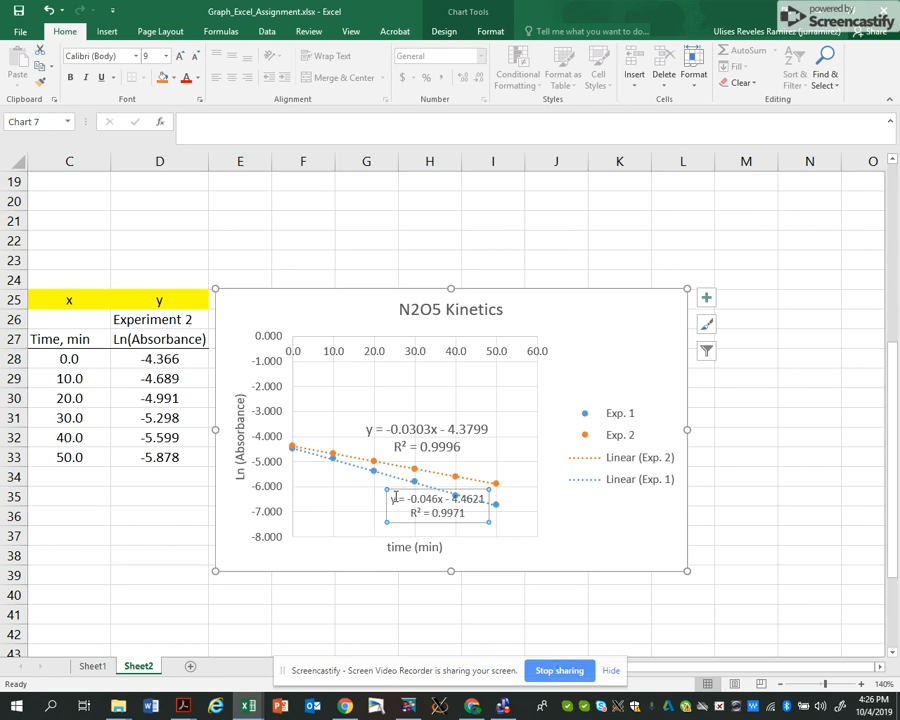 Graph_Excel_Assignment.xlsx - Excel
Chart Tools
powered by
Screencastify
File
Home
Insert
Page Layout
Formulas
Data
Review
View
Acrobat
Design
Format
Tell me what you want to do...
Ulises Reveles Ramirez (urramirez)
Share
Paste
Calibri (Body)
9
B I U
Wrap Text
Merge & Center
General
$ % ,
Conditional Formatting
Format as Table
Cell Styles
Insert
Delete
Format
AutoSum
Fill
Clear
Sort & Filter
Find & Select
Clipboard
Font
Alignment
Number
Styles
Cells
Editing
Chart 7
fx
C D E F G H I J K L M N O
19
20
21
22
23
24
25 x y
26 Experiment 2
27 Time, min Ln(Absorbance)
28 0.0 -4.366
29 10.0 -4.689
30 20.0 -4.991
31 30.0 -5.298
32 40.0 -5.599
33 50.0 -5.878
34
35
36
37
38
39
40
41
42
43
N2O5 Kinetics
0.000
0.0 10.0 20.0 30.0 40.0 50.0 60.0
-1.000
-2.000
-3.000
-4.000
-5.000
-6.000
-7.000
-8.000
Ln (Absorbance)
time (min)
y = -0.0303x - 4.3799
R² = 0.9996
y = -0.046x - 4.4621
R² = 0.9971
Exp. 1
Exp. 2
Linear (Exp. 2)
Linear (Exp. 1)
Sheet1
Sheet2
Screencastify - Screen Video Recorder is sharing your screen.
Stop sharing
Hide
Ready
140%
4:26 PM
10/4/2019